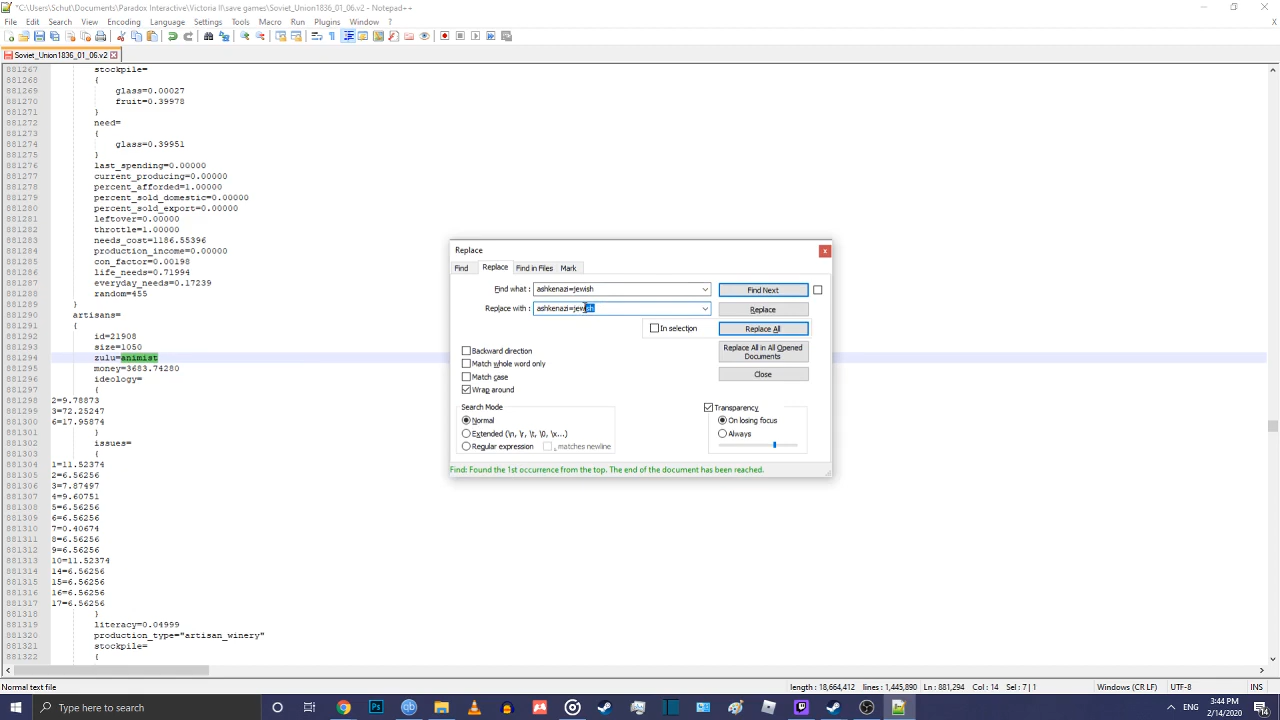 *C:\Users\Schut\Documents\Paradox Interactive\Victoria II\save games\Soviet_Union1836_01_06.v2 - Notepad++
File Edit Search View Encoding Language Settings Tools Macro Run Plugins Window ?
X
Soviet_Union1836_01_06.v2
881267 stockpile=
881268 {
881269 glass=0.00027
881270 fruit=0.39978
881271 }
881272 need=
881273 {
881274 glass=0.39951
881275 }
881276 last_spending=0.00000
881277 current_producing=0.00000
881278 percent_afforded=1.00000
881279 percent_sold_domestic=0.00000
881280 percent_sold_export=0.00000
881281 leftover=0.00000
881282 throttle=1.00000
881283 needs_cost=1186.55396
881284 production_income=0.00000
881285 con_factor=0.00198
881286 life_needs=0.71994
881287 everyday_needs=0.17239
881288 random=455
881289 }
881290 artisans=
881291 {
881292 id=21908
881293 size=1050
881294 zulu=animist
881295 money=3683.74280
881296 ideology=
881297 {
881298 2=9.78873
881299 3=72.25247
881300 6=17.95874
881301 }
881302 issues=
881303 {
881304 1=11.52374
881305 2=6.56256
881306 3=7.87497
881307 4=9.60751
881308 5=6.56256
881309 6=6.56256
881310 7=0.40674
881311 8=6.56256
881312 9=6.56256
881313 10=11.52374
881314 14=6.56256
881315 15=6.56256
881316 16=6.56256
881317 17=6.56256
881318 }
881319 literacy=0.04999
881320 production_type="artisan_winery"
881321 stockpile=
881322 {
Replace
Find Replace Find in Files Mark
Find what : ashkenazi=jewish Find Next
Replace with : ashkenazi=jewish Replace
In selection Replace All
Replace All in All Opened
Documents
Close
Backward direction
Match whole word only
Match case
Wrap around
Search Mode
Normal
Extended (\n, \r, \t, \0, \x...)
Regular expression . matches newline
Transparency
On losing focus
Always
Find: Found the 1st occurrence from the top. The end of the document has been reached.
Normal text file length : 18,664,412 lines : 1,445,890 Ln : 881,294 Col : 14 Sel : 7 | 1 Windows (CR LF) UTF-8 INS
Type here to search
3:44 PM
2/14/2020
14